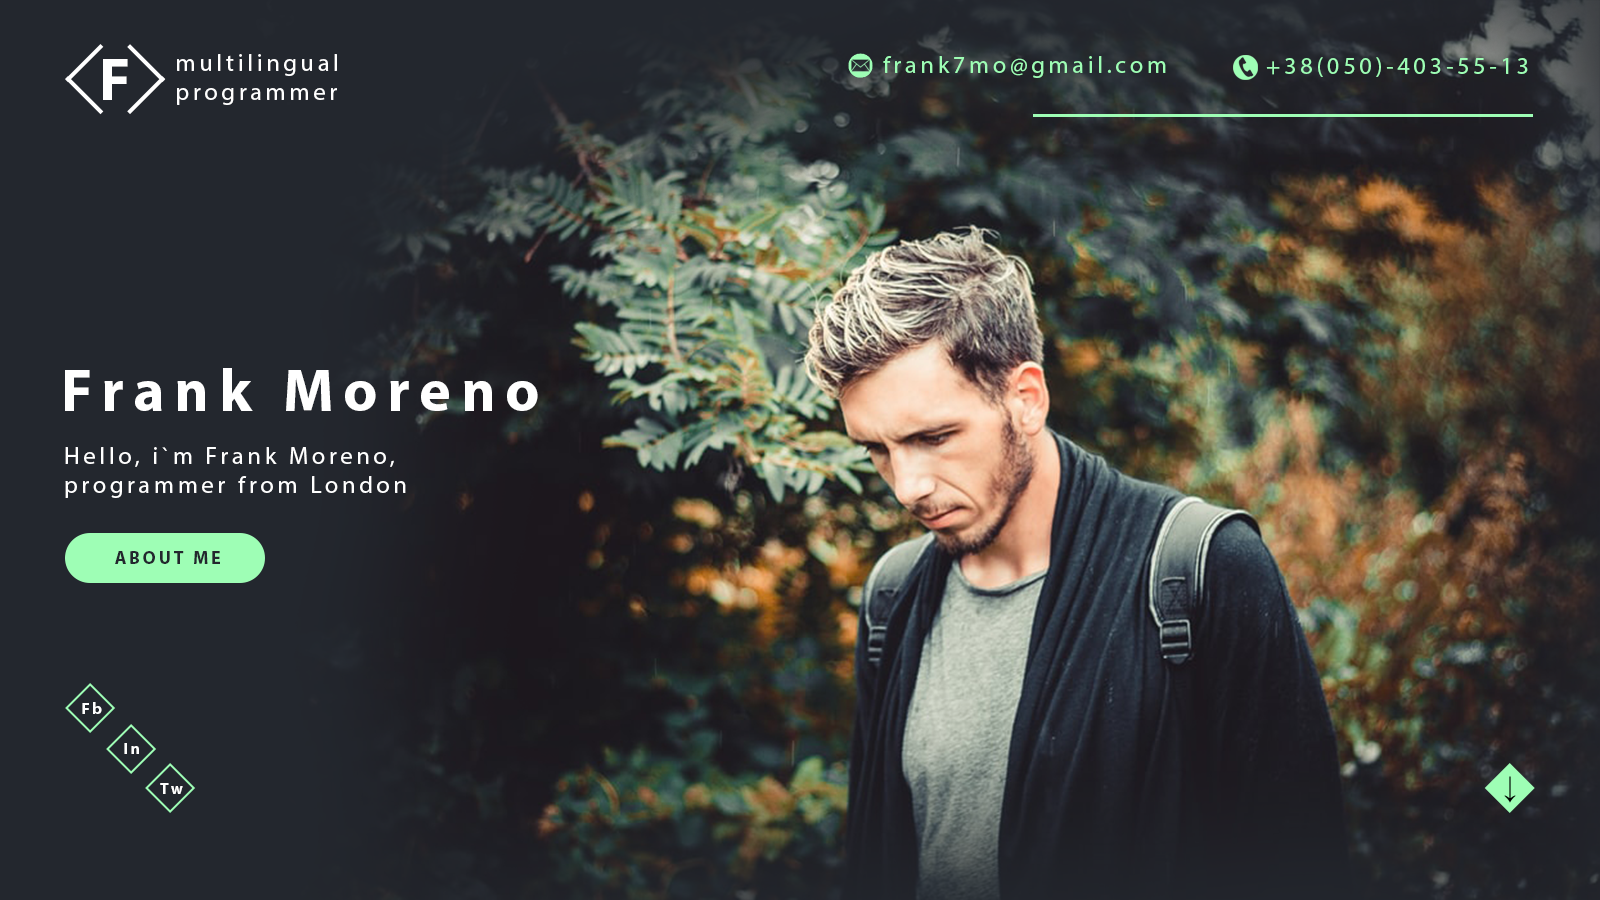 F
multilingual
programmer
frank7mo@gmail.com
+38(050)-403-55-13
Frank Moreno
Hello, i`m Frank Moreno,
programmer from London
ABOUT ME
Fb
In
Tw